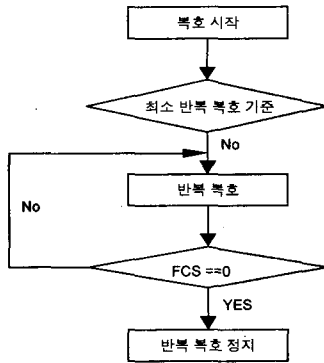 복호 시작
최소 반복 복호 기준
No
반복 복호
No
FCS ==0
YES
반복 복호 정지